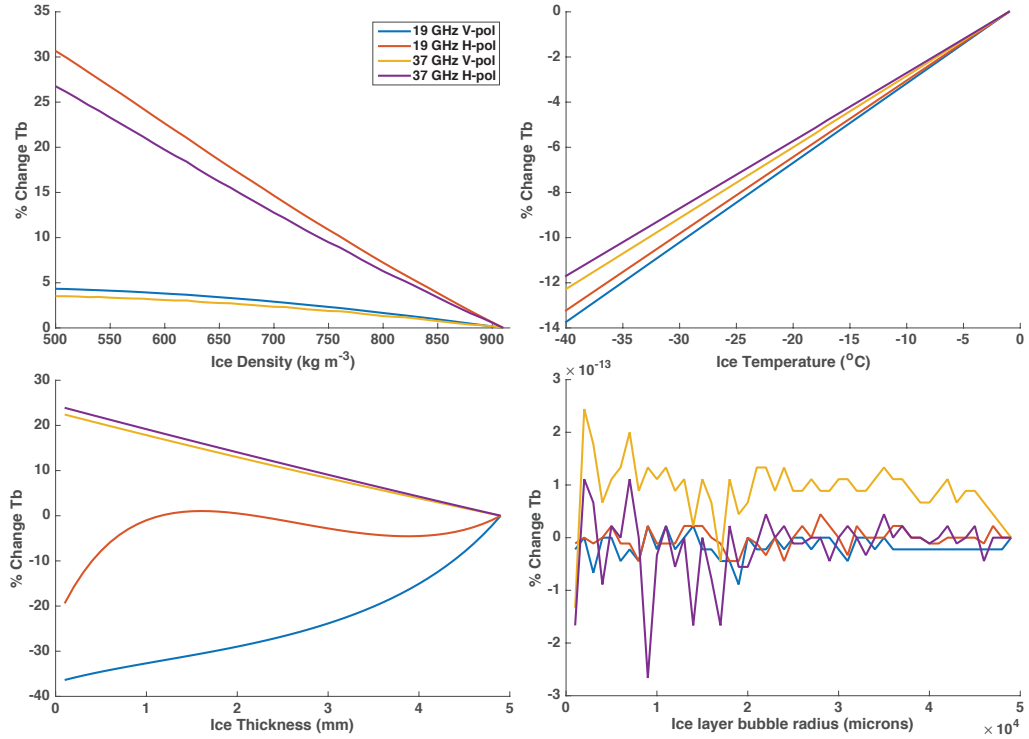 35
30
25
20
15
10
5
0
% Change Tb
500 550 600 650 700 750 800 850 900
Ice Density (kg m-3)
19 GHz V-pol
19 GHz H-pol
37 GHz V-pol
37 GHz H-pol
0
-2
-4
-6
-8
-10
-12
-14
% Change Tb
-40 -35 -30 -25 -20 -15 -10 -5 0
Ice Temperature (oC)
30
20
10
0
-10
-20
-30
-40
% Change Tb
0 1 2 3 4 5
Ice Thickness (mm)
× 10-13
3
2
1
0
-1
-2
-3
% Change Tb
0 1 2 3 4 5
Ice layer bubble radius (microns)
× 104